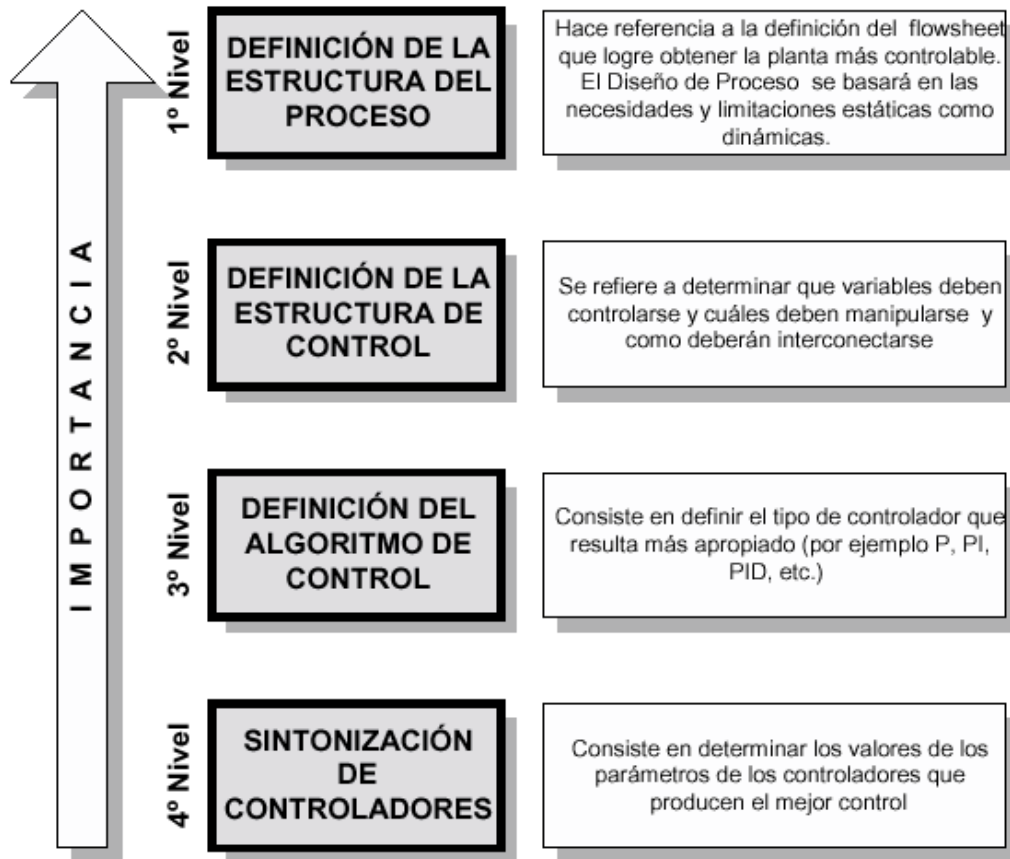 IMPORTANCIA
1º Nivel
DEFINICIÓN DE LA
ESTRUCTURA DEL
PROCESO
Hace referencia a la definición del flowsheet
que logre obtener la planta más controlable.
El Diseño de Proceso se basará en las
necesidades y limitaciones estáticas como
dinámicas.
2º Nivel
DEFINICIÓN DE LA
ESTRUCTURA DE
CONTROL
Se refiere a determinar que variables deben
controlarse y cuáles deben manipularse y
como deberán interconectarse
3º Nivel
DEFINICIÓN DEL
ALGORITMO DE
CONTROL
Consiste en definir el tipo de controlador que
resulta más apropiado (por ejemplo P, PI,
PID, etc.)
4º Nivel
SINTONIZACIÓN
DE
CONTROLADORES
Consiste en determinar los valores de los
parámetros de los controladores que
producen el mejor control